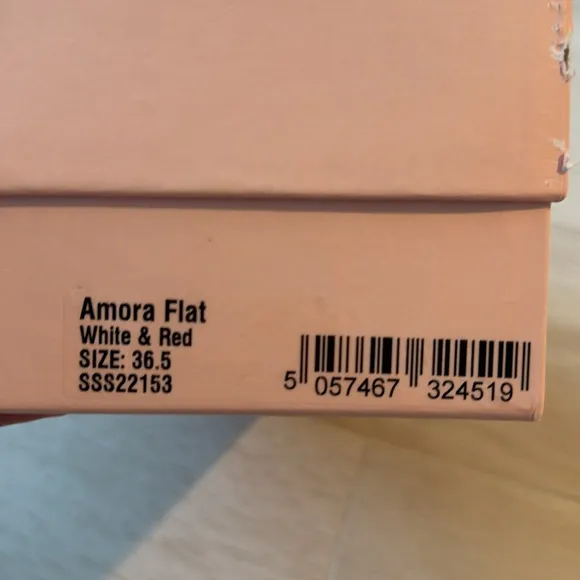 Amora Flat
White & Red
SIZE: 36.5
SSS22153
5 057467 324519